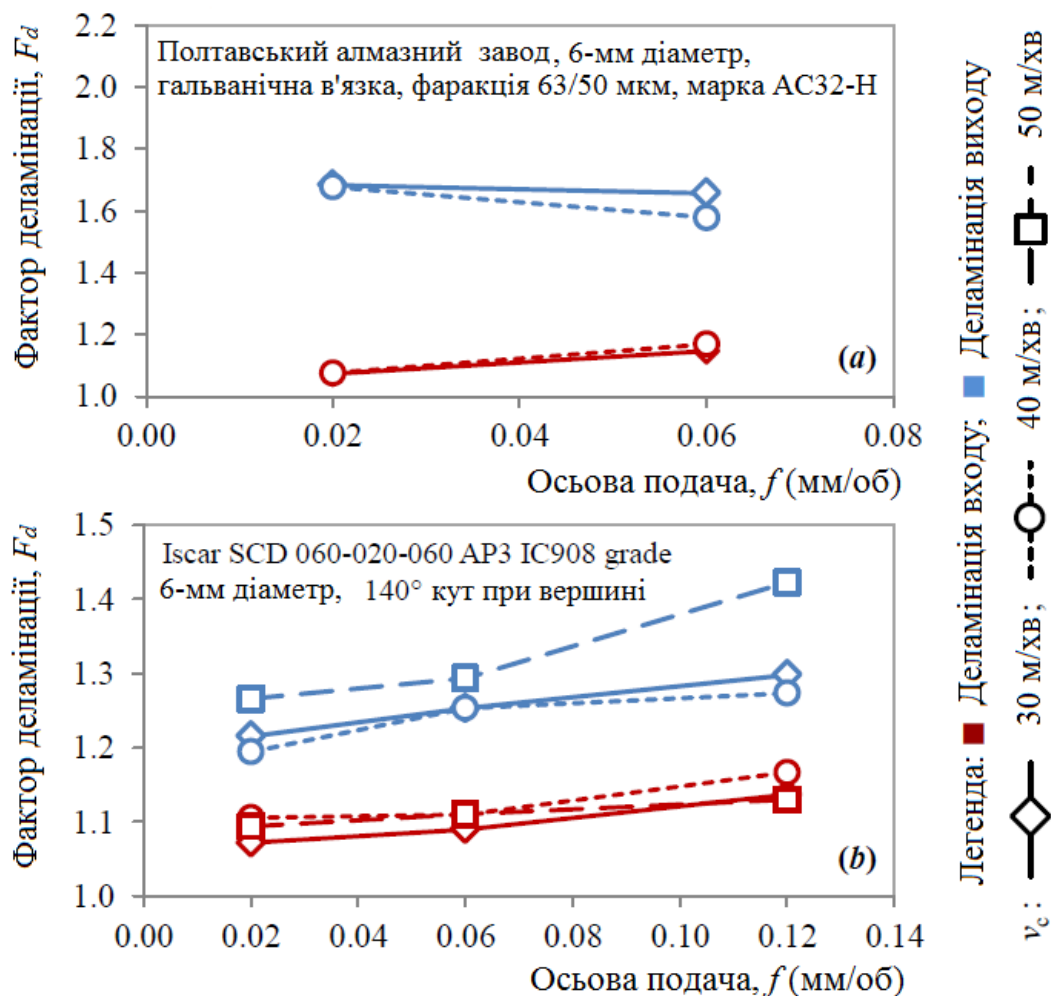 Фактор деламінації, F_d
2.2
2.0
1.8
1.6
1.4
1.2
1.0
Полтавський алмазний завод, 6-мм діаметр,
гальванічна в'язка, фаракція 63/50 мкм, марка АС32-Н
(a)
0.00 0.02 0.04 0.06 0.08
Осьова подача, f (мм/об)
Фактор деламінації, F_d
1.5
1.4
1.3
1.2
1.1
1.0
Iscar SCD 060-020-060 AP3 IC908 grade
6-мм діаметр, 140° кут при вершині
(b)
0.00 0.02 0.04 0.06 0.08 0.10 0.12 0.14
Осьова подача, f (мм/об)
Легенда: Деламінація входу; Деламінація виходу
v_c : 30 м/хв; 40 м/хв; 50 м/хв